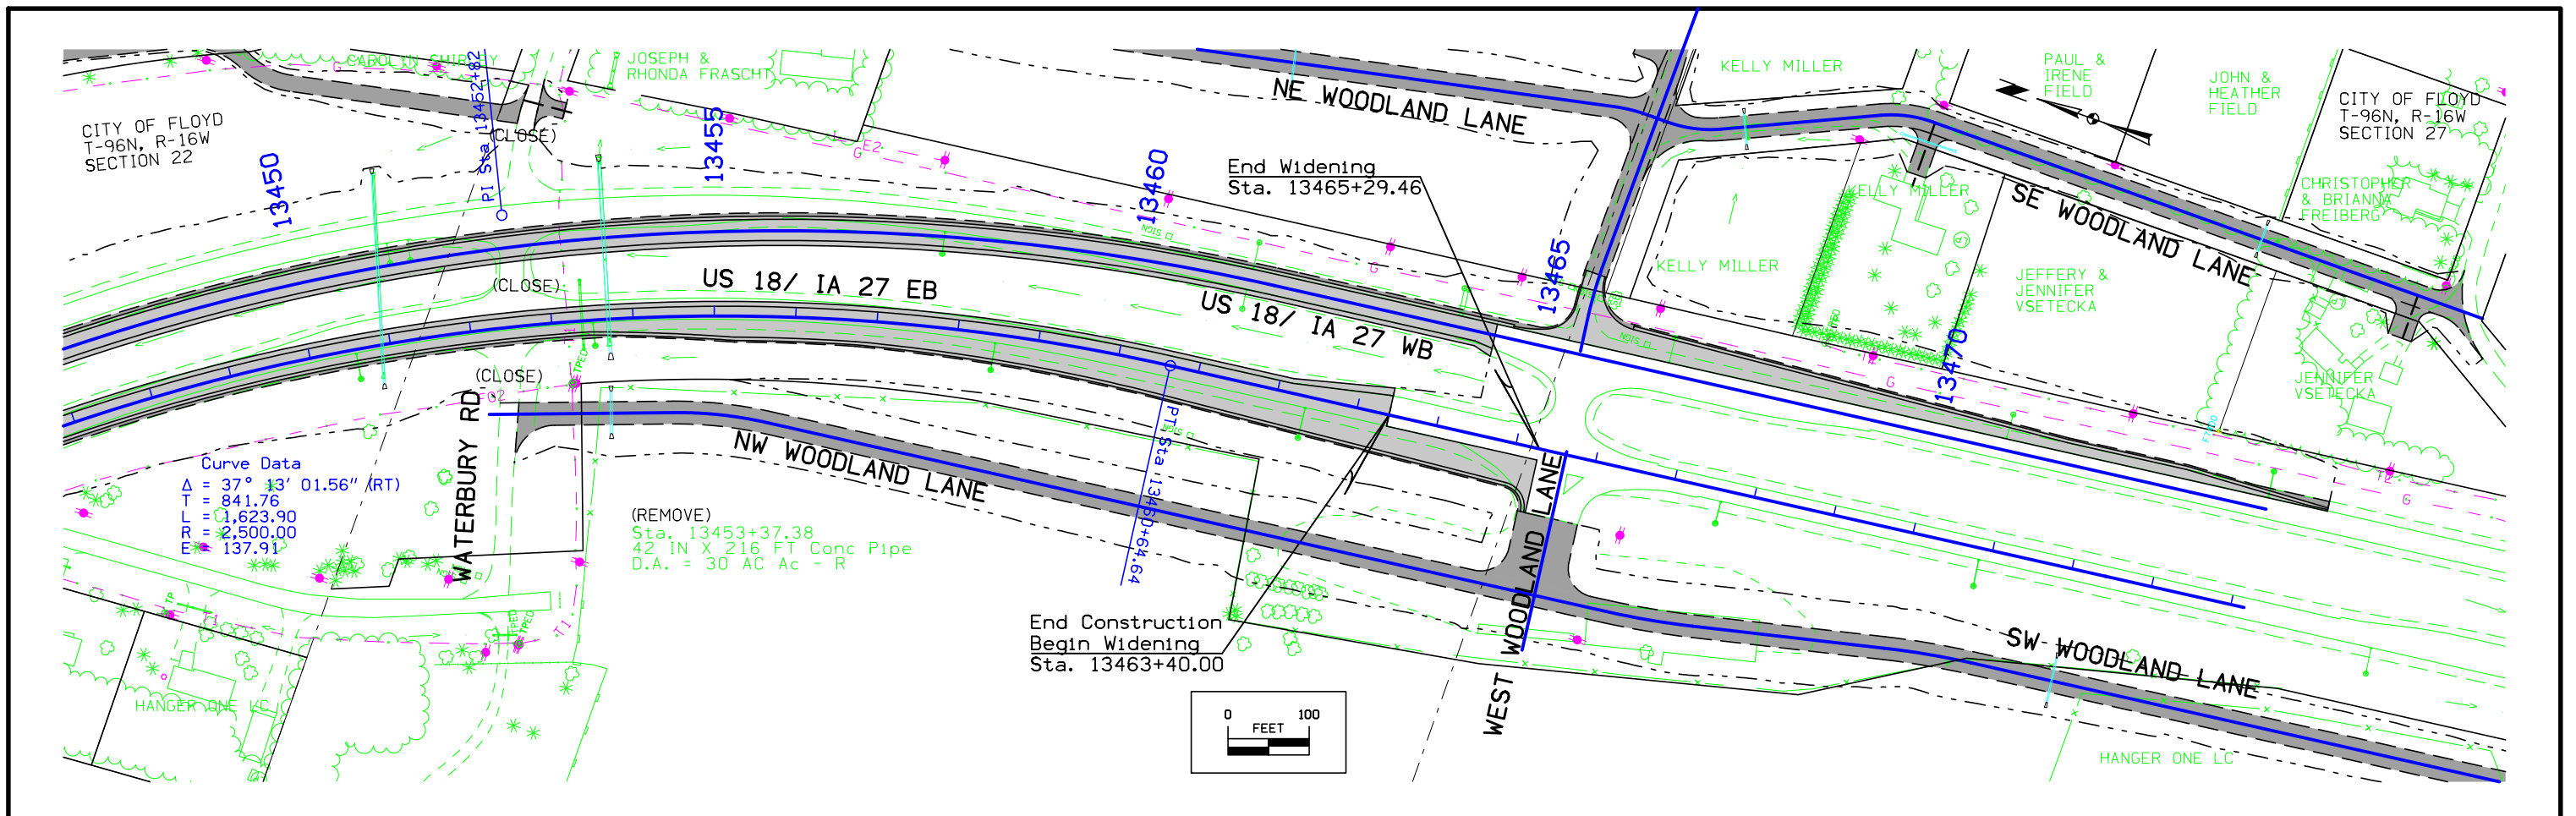 CAROLYN SHIRLEY
JOSEPH &
RHONDA FRASCHT
KELLY MILLER
PAUL &
IRENE
FIELD
JOHN &
HEATHER
FIELD
CITY OF FLOYD
T-96N, R-16W
SECTION 22
CITY OF FLOYD
T-96N, R-16W
SECTION 27
PI Sta 13452+82
(CLOSE)
NE WOODLAND LANE
13450
13455
13460
13465
13470
End Widening
Sta. 13465+29.46
KELLY MILLER
SE WOODLAND LANE
CHRISTOPHER
& BRIANNA
FREIBERG
KELLY MILLER
JEFFERY &
JENNIFER
VSETECKA
(CLOSE)
US 18/ IA 27 EB
US 18/ IA 27 WB
(CLOSE)
JENNIFER
VSETECKA
WATERBURY RD
NW WOODLAND LANE
PT Sta 13460+64.64
Curve Data
Δ = 37° 13' 01.56" (RT)
T = 841.76
L = 1,623.90
R = 2,500.00
E = 137.91
(REMOVE)
Sta. 13453+37.38
42 IN X 216 FT Conc Pipe
D.A. = 30 AC Ac - R
End Construction
Begin Widening
Sta. 13463+40.00
WEST WOODLAND LANE
SW WOODLAND LANE
HANGER ONE LC
HANGER ONE LC
0 100
FEET